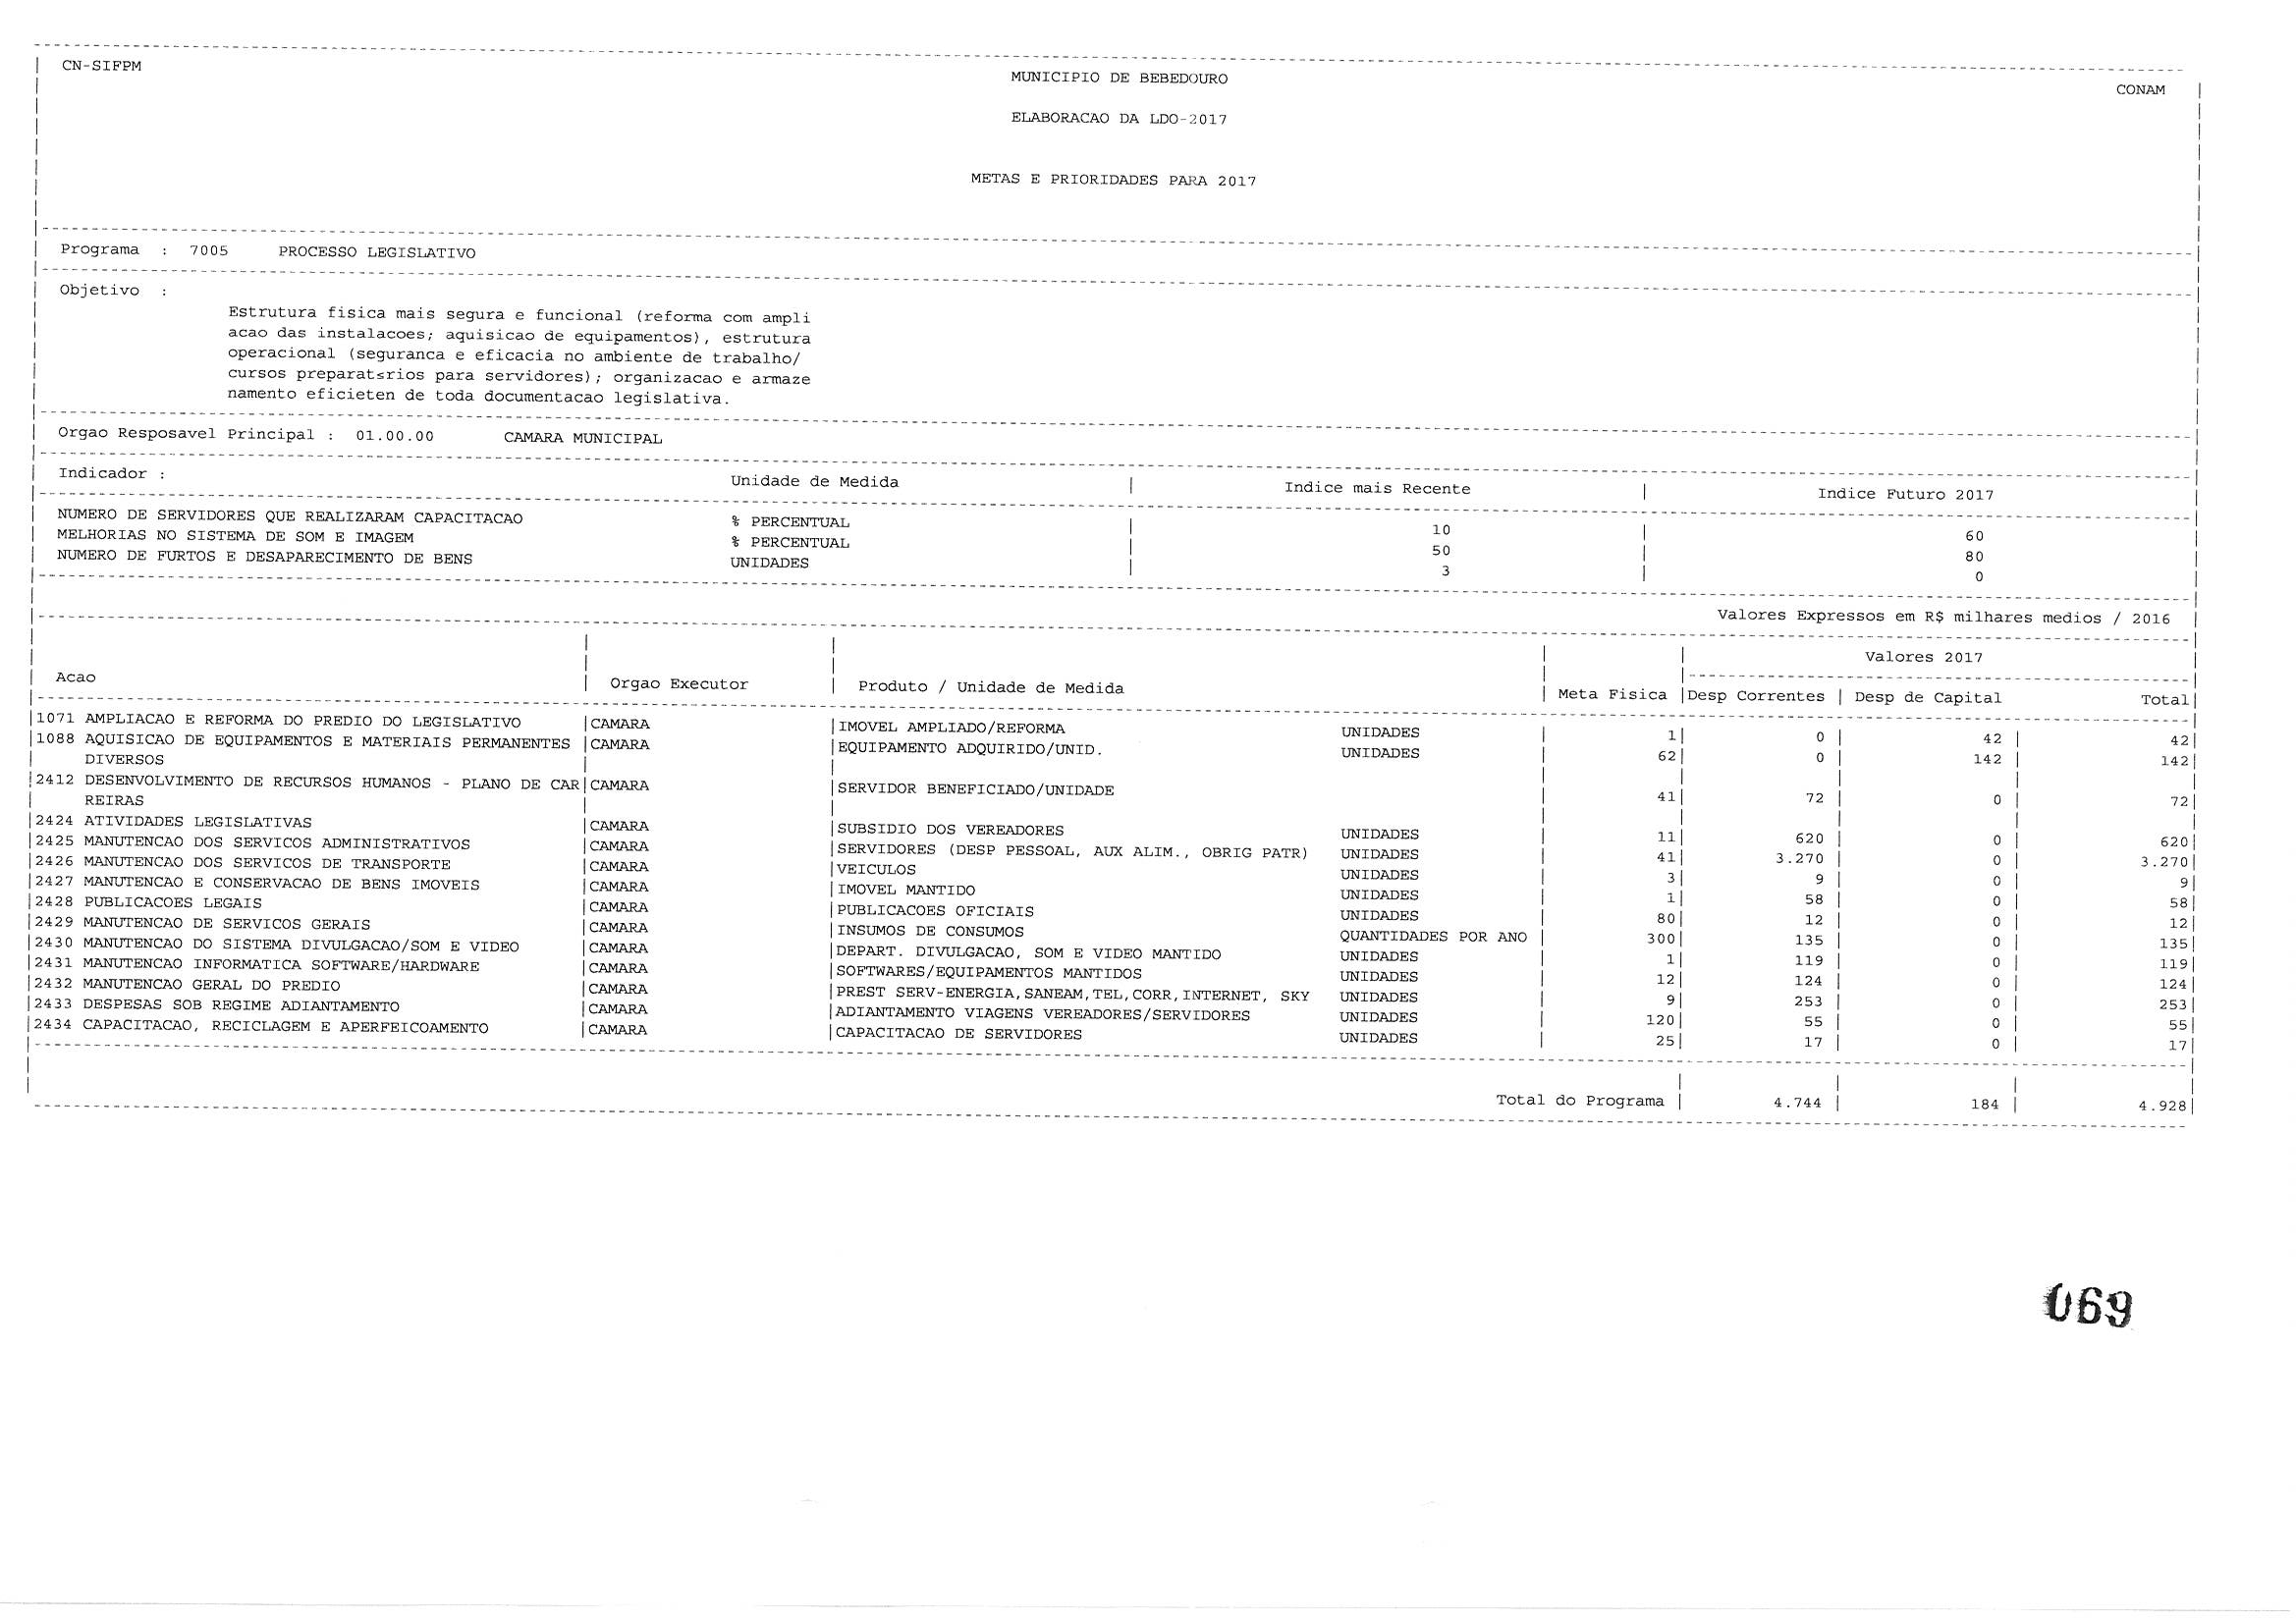 CN-SIFPM
MUNICIPIO DE BEBEDOURO
CONAM
ELABORACAO DA LDO-2017
METAS E PRIORIDADES PARA 2017
Programa : 7005 PROCESSO LEGISLATIVO
Objetivo :
Estrutura fisica mais segura e funcional (reforma com ampli
acao das instalacoes; aquisicao de equipamentos), estrutura
operacional (seguranca e eficacia no ambiente de trabalho/
cursos preparat≤rios para servidores); organizacao e armaze
namento eficieten de toda documentacao legislativa.
Orgao Resposavel Principal : 01.00.00 CAMARA MUNICIPAL
Indicador : Unidade de Medida | Indice mais Recente | Indice Futuro 2017
NUMERO DE SERVIDORES QUE REALIZARAM CAPACITACAO % PERCENTUAL | 10 | 60
MELHORIAS NO SISTEMA DE SOM E IMAGEM % PERCENTUAL | 50 | 80
NUMERO DE FURTOS E DESAPARECIMENTO DE BENS UNIDADES | 3 | 0
Valores Expressos em R$ milhares medios / 2016
Valores 2017
Acao | Orgao Executor | Produto / Unidade de Medida | Meta Fisica | Desp Correntes | Desp de Capital Total
1071 AMPLIACAO E REFORMA DO PREDIO DO LEGISLATIVO | CAMARA | IMOVEL AMPLIADO/REFORMA UNIDADES | 1 | 0 | 42 | 42
1088 AQUISICAO DE EQUIPAMENTOS E MATERIAIS PERMANENTES | CAMARA | EQUIPAMENTO ADQUIRIDO/UNID. UNIDADES | 62 | 0 | 142 | 142
DIVERSOS
2412 DESENVOLVIMENTO DE RECURSOS HUMANOS - PLANO DE CAR | CAMARA | SERVIDOR BENEFICIADO/UNIDADE | 41 | 72 | 0 | 72
REIRAS
2424 ATIVIDADES LEGISLATIVAS | CAMARA | SUBSIDIO DOS VEREADORES UNIDADES | 11 | 620 | 0 | 620
2425 MANUTENCAO DOS SERVICOS ADMINISTRATIVOS | CAMARA | SERVIDORES (DESP PESSOAL, AUX ALIM., OBRIG PATR) UNIDADES | 41 | 3.270 | 0 | 3.270
2426 MANUTENCAO DOS SERVICOS DE TRANSPORTE | CAMARA | VEICULOS UNIDADES | 3 | 9 | 0 | 9
2427 MANUTENCAO E CONSERVACAO DE BENS IMOVEIS | CAMARA | IMOVEL MANTIDO UNIDADES | 1 | 58 | 0 | 58
2428 PUBLICACOES LEGAIS | CAMARA | PUBLICACOES OFICIAIS UNIDADES | 80 | 12 | 0 | 12
2429 MANUTENCAO DE SERVICOS GERAIS | CAMARA | INSUMOS DE CONSUMOS QUANTIDADES POR ANO | 300 | 135 | 0 | 135
2430 MANUTENCAO DO SISTEMA DIVULGACAO/SOM E VIDEO | CAMARA | DEPART. DIVULGACAO, SOM E VIDEO MANTIDO UNIDADES | 1 | 119 | 0 | 119
2431 MANUTENCAO INFORMATICA SOFTWARE/HARDWARE | CAMARA | SOFTWARES/EQUIPAMENTOS MANTIDOS UNIDADES | 12 | 124 | 0 | 124
2432 MANUTENCAO GERAL DO PREDIO | CAMARA | PREST SERV-ENERGIA,SANEAM,TEL,CORR,INTERNET, SKY UNIDADES | 9 | 253 | 0 | 253
2433 DESPESAS SOB REGIME ADIANTAMENTO | CAMARA | ADIANTAMENTO VIAGENS VEREADORES/SERVIDORES UNIDADES | 120 | 55 | 0 | 55
2434 CAPACITACAO, RECICLAGEM E APERFEICOAMENTO | CAMARA | CAPACITACAO DE SERVIDORES UNIDADES | 25 | 17 | 0 | 17
Total do Programa | 4.744 | 184 | 4.928
069